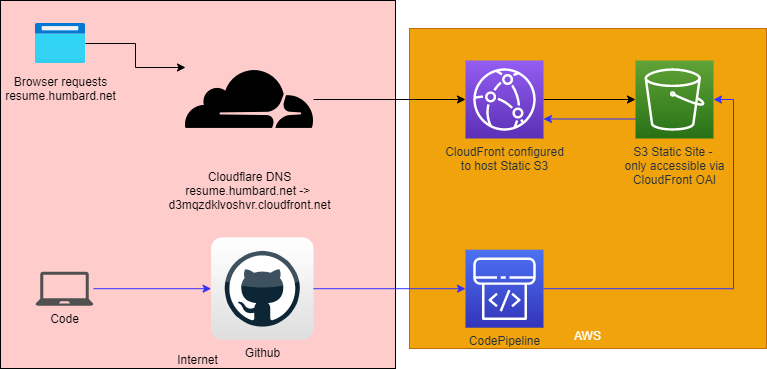 Browser requests
resume.humbard.net
Cloudflare DNS
resume.humbard.net ->
d3mqzdklvoshvr.cloudfront.net
CloudFront configured
to host Static S3
S3 Static Site -
only accessible via
CloudFront OAI
Code
Github
Internet
CodePipeline
AWS